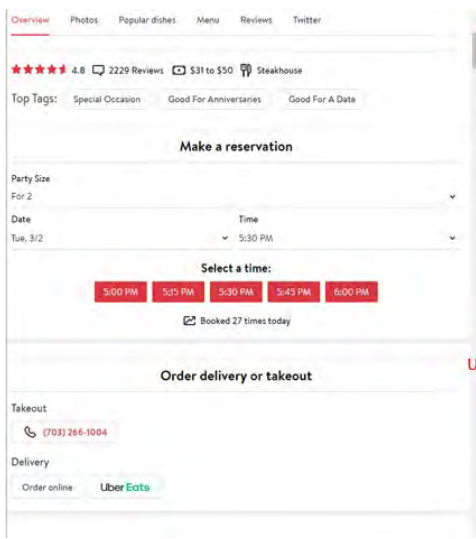 Overview Photos Popular dishes Menu Reviews Twitter
4.8 2229 Reviews $31 to $50 Steakhouse
Top Tags: Special Occasion Good For Anniversaries Good For A Date
Make a reservation
Party Size
For 2
Date Time
Tue, 3/2 5:30 PM
Select a time:
5:00 PM 5:15 PM 5:30 PM 5:45 PM 6:00 PM
Booked 27 times today
U
Order delivery or takeout
Takeout
(703) 266-1004
Delivery
Order online Uber Eats